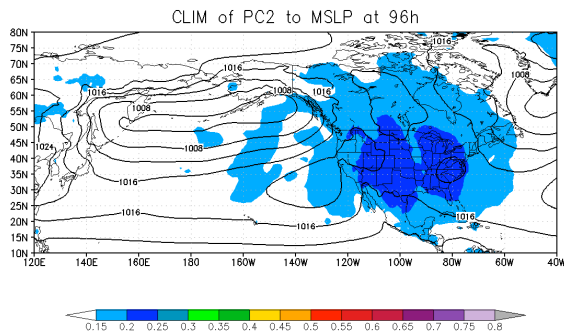 CLIM of PC2 to MSLP at 96h
80N
75N
70N
65N
60N
55N
50N
45N
40N
35N
30N
25N
20N
15N
10N
1016
1016
1008
1016
1016
1008
1008
1008
1024
1016
1016
1016
1016
120E 140E 160E 180 160W 140W 120W 100W 80W 60W 40W
0.15 0.2 0.25 0.3 0.35 0.4 0.45 0.5 0.55 0.6 0.65 0.7 0.75 0.8